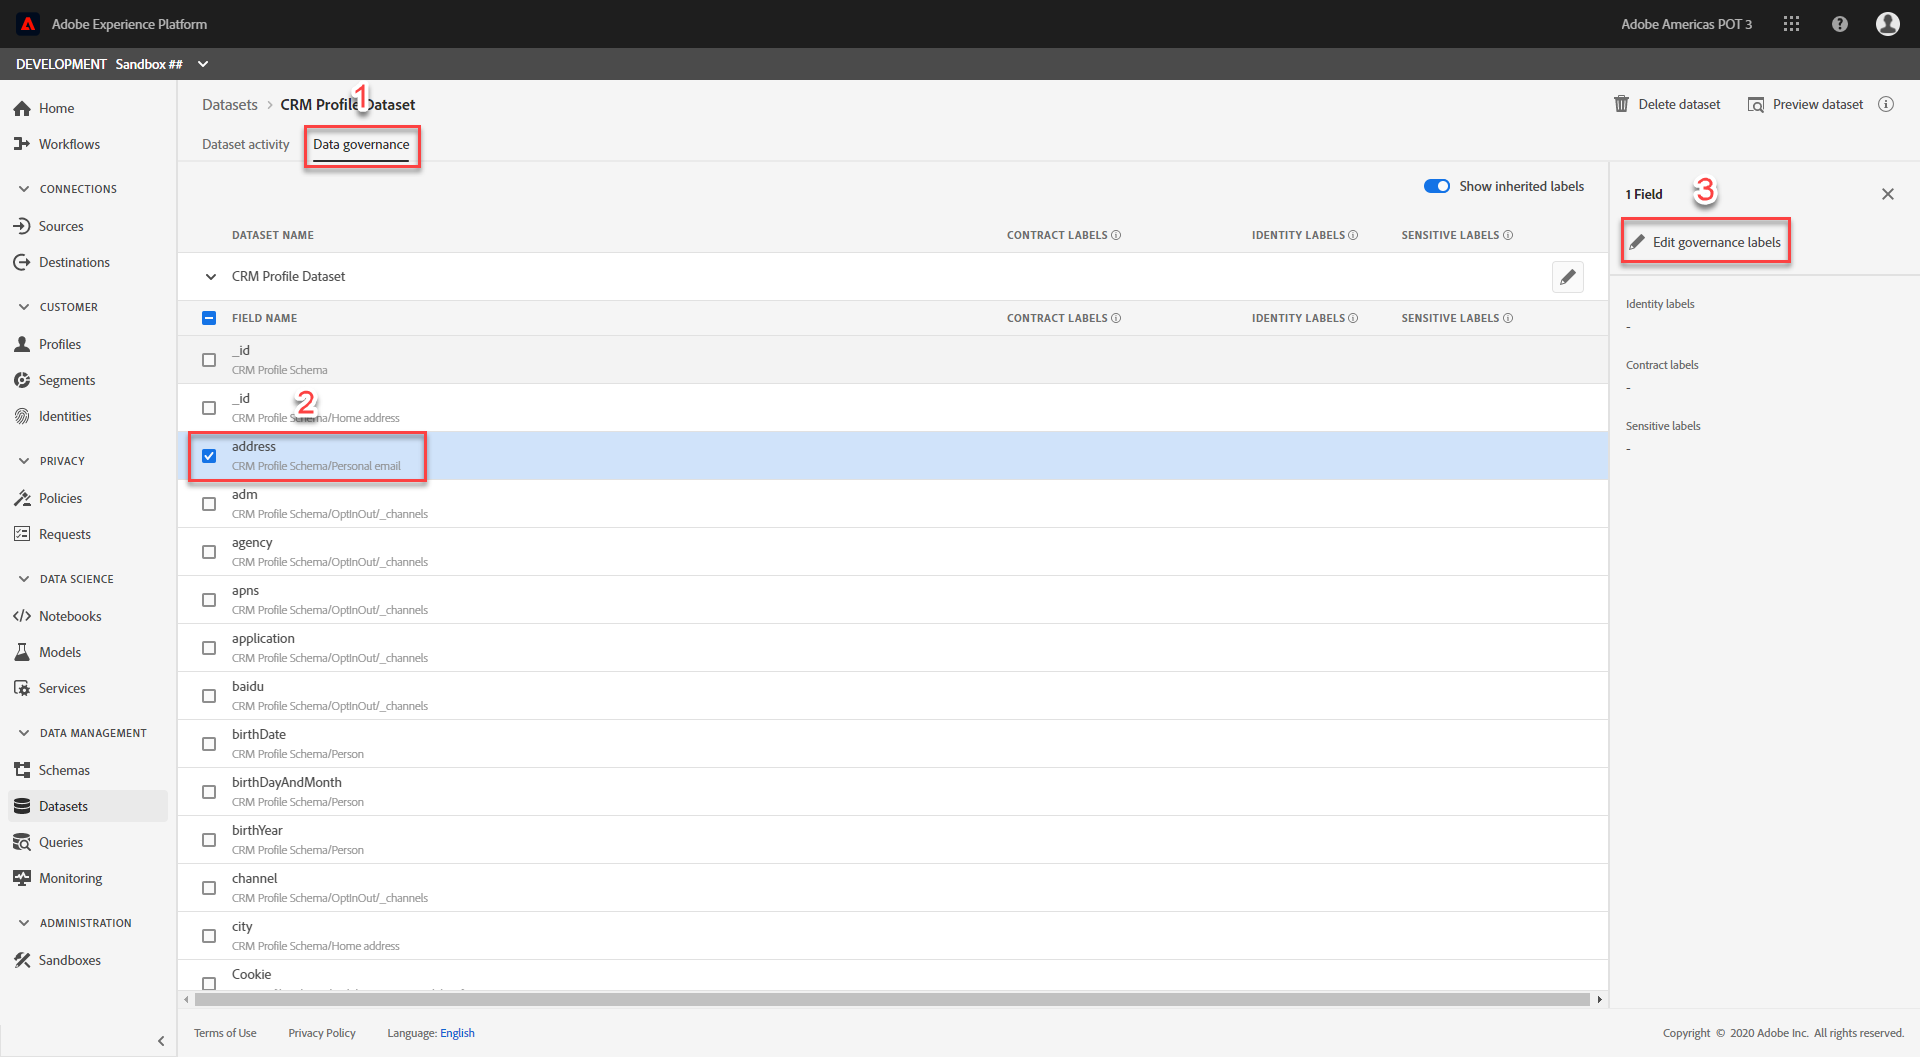 Adobe Experience Platform
Adobe Americas POT 3
DEVELOPMENT Sandbox ##
Home
Workflows
CONNECTIONS
Sources
Destinations
CUSTOMER
Profiles
Segments
Identities
PRIVACY
Policies
Requests
DATA SCIENCE
Notebooks
Models
Services
DATA MANAGEMENT
Schemas
Datasets
Queries
Monitoring
ADMINISTRATION
Sandboxes
Datasets > CRM Profile Dataset
1
Delete dataset
Preview dataset
Dataset activity
Data governance
Show inherited labels
DATASET NAME CONTRACT LABELS IDENTITY LABELS SENSITIVE LABELS
CRM Profile Dataset
FIELD NAME CONTRACT LABELS IDENTITY LABELS SENSITIVE LABELS
_id
CRM Profile Schema
_id
2
CRM Profile Schema/Home address
address
CRM Profile Schema/Personal email
adm
CRM Profile Schema/OptInOut/_channels
agency
CRM Profile Schema/OptInOut/_channels
apns
CRM Profile Schema/OptInOut/_channels
application
CRM Profile Schema/OptInOut/_channels
baidu
CRM Profile Schema/OptInOut/_channels
birthDate
CRM Profile Schema/Person
birthDayAndMonth
CRM Profile Schema/Person
birthYear
CRM Profile Schema/Person
channel
CRM Profile Schema/OptInOut/_channels
city
CRM Profile Schema/Home address
Cookie
1 Field
3
Edit governance labels
Identity labels
-
Contract labels
-
Sensitive labels
-
Terms of Use
Privacy Policy
Language: English
Copyright © 2020 Adobe Inc. All rights reserved.